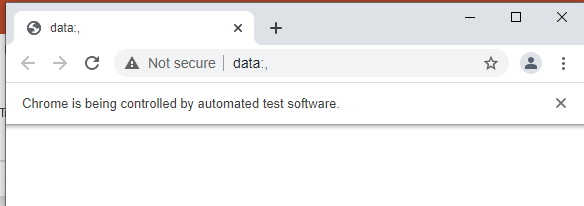 data:,
Not secure data:,
Chrome is being controlled by automated test software.